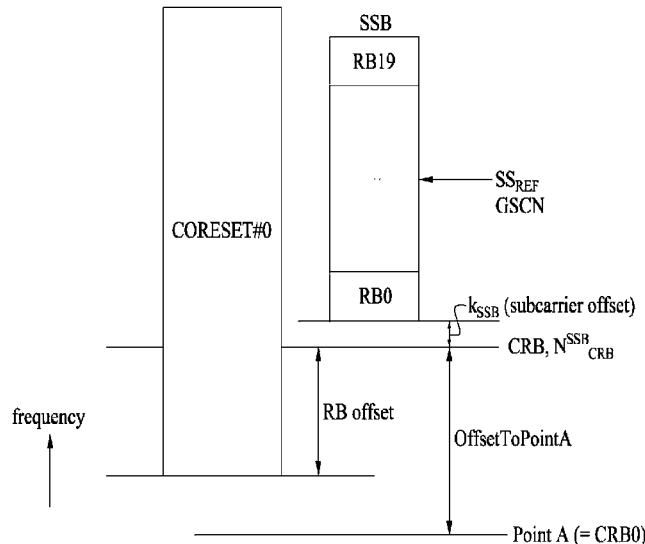 SSB
RB19
SS_REF
GSCN
CORESET#0
RB0
k_SSB (subcarrier offset)
CRB, N^SSB_CRB
RB offset
frequency
OffsetToPointA
Point A (= CRB0)